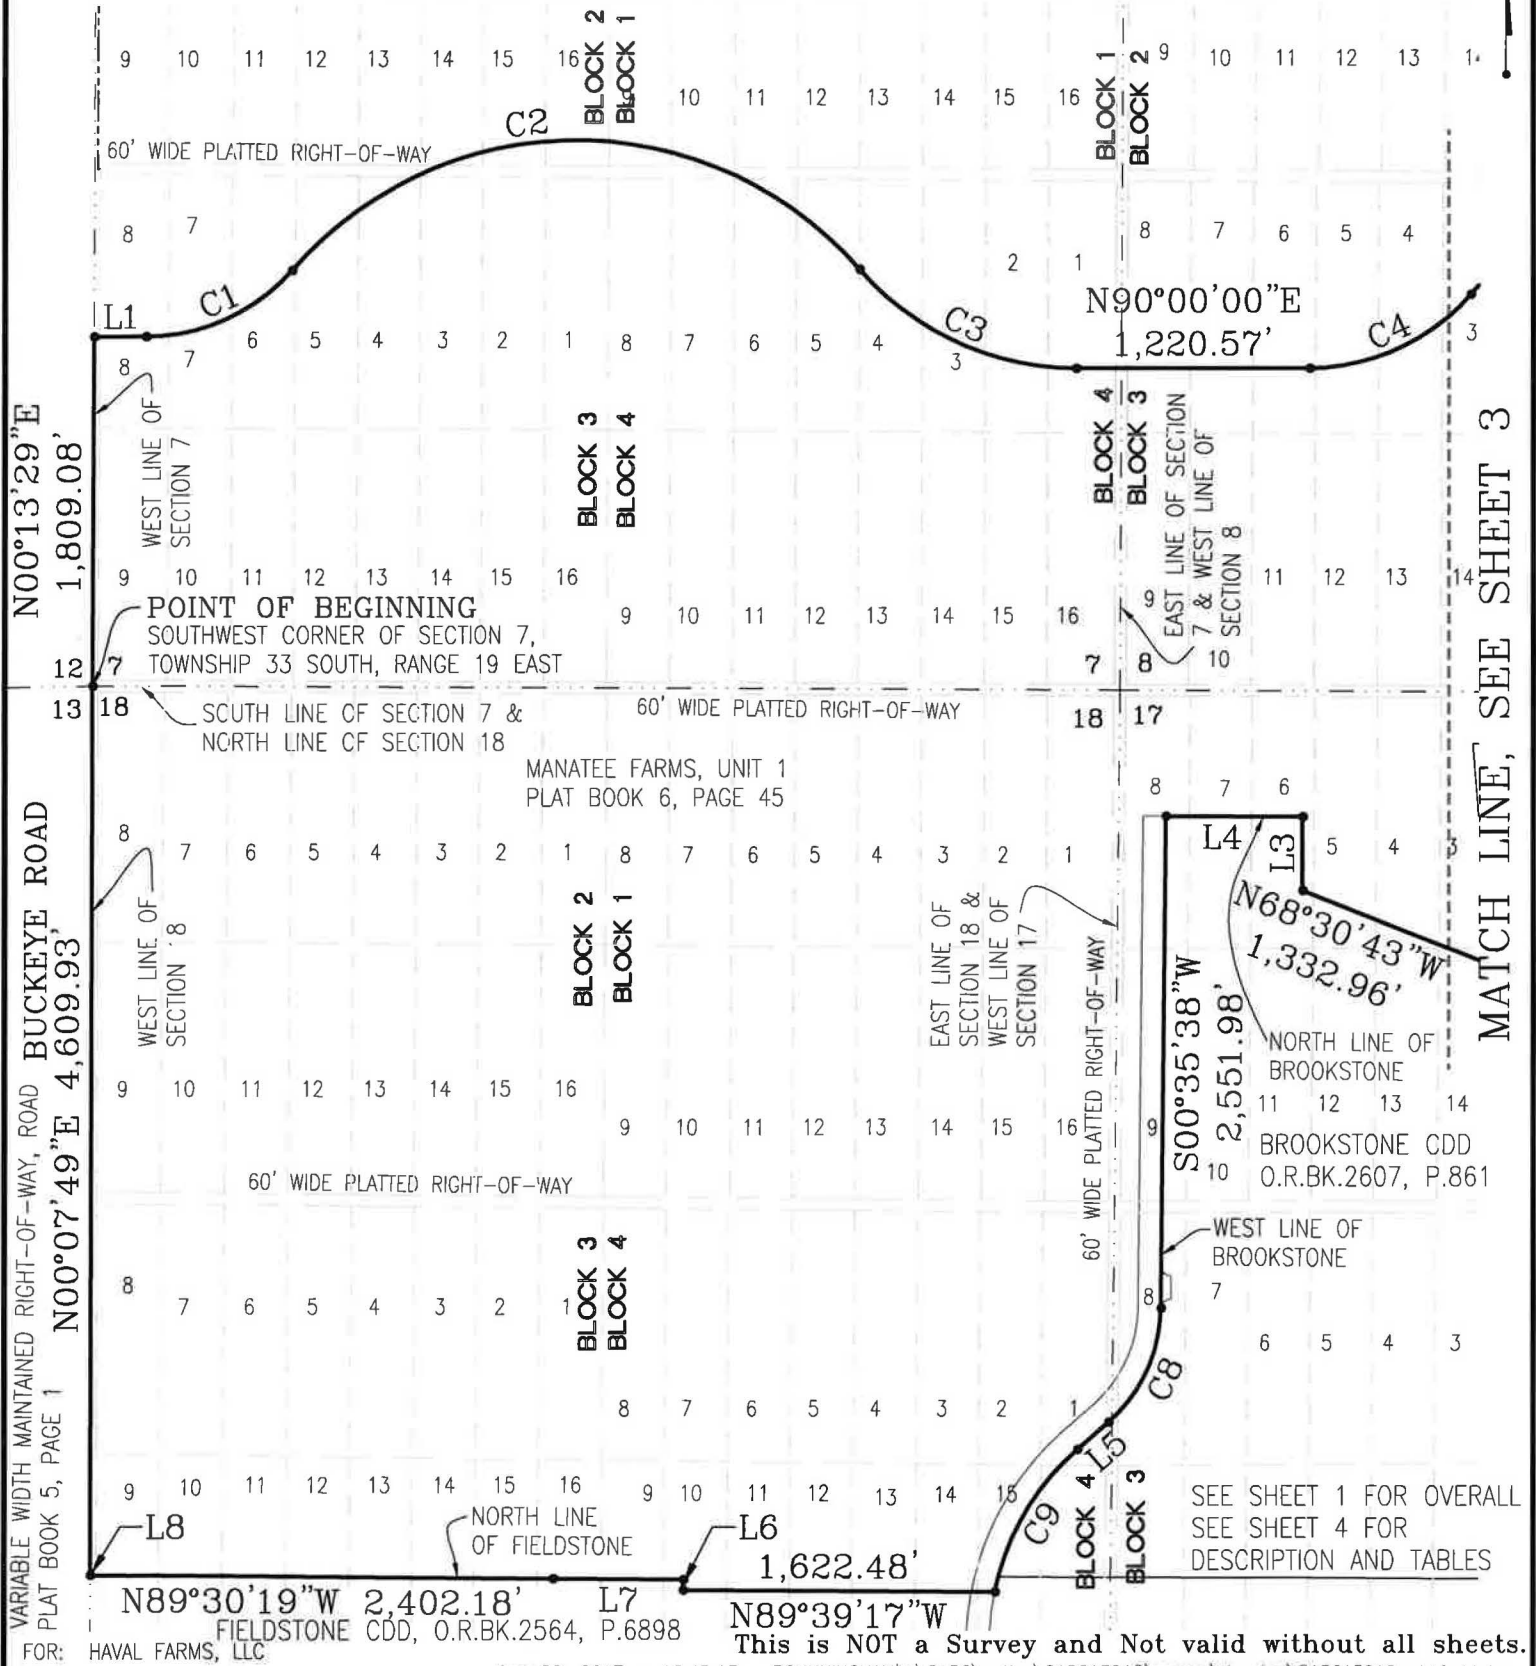 9 10 11 12 13 14 15 16
BLOCK 2
BLOCK 1
10 11 12 13 14 15 16
BLOCK 1
BLOCK 2
9 10 11 12 13
C2
60' WIDE PLATTED RIGHT-OF-WAY
8 7
8 7 6 5 4
2 1
N90°00'00"E
1,220.57'
L1
C1
C3
C4
8 7 6 5 4 3 2 1 8 7 6 5 4 3
3
N00°13'29"E
1,809.08'
WEST LINE OF
SECTION 7
BLOCK 3
BLOCK 4
BLOCK 4
BLOCK 3
EAST LINE OF SECTION
7 & WEST LINE OF
SECTION 8
MATCH LINE, SEE SHEET 3
9 10 11 12 13 14 15 16
9 10 11 12 13 14 15 16
9 10 11 12 13 14
POINT OF BEGINNING
SOUTHWEST CORNER OF SECTION 7,
TOWNSHIP 33 SOUTH, RANGE 19 EAST
12 7
13 18
7 8
18 17
SOUTH LINE OF SECTION 7 &
NORTH LINE OF SECTION 18
60' WIDE PLATTED RIGHT-OF-WAY
MANATEE FARMS, UNIT 1
PLAT BOOK 6, PAGE 45
8 7 6
L4
L3
5 4 3
8 7 6 5 4 3 2 1 8 7 6 5 4 3 2 1
N68°30'43"W
1,332.96'
BUCKEYE ROAD
N00°07'49"E 4,609.93'
VARIABLE WIDTH MAINTAINED RIGHT-OF-WAY, ROAD
PLAT BOOK 5, PAGE 1
WEST LINE OF
SECTION 18
BLOCK 2
BLOCK 1
EAST LINE OF
SECTION 18 &
WEST LINE OF
SECTION 17
60' WIDE PLATTED RIGHT-OF-WAY
S00°35'38"W
2,551.98'
NORTH LINE OF
BROOKSTONE
9 10 11 12 13 14 15 16
9 10 11 12 13 14 15 16
9 10 11 12 13 14
BROOKSTONE CDD
O.R.BK.2607, P.861
60' WIDE PLATTED RIGHT-OF-WAY
WEST LINE OF
BROOKSTONE
8 7 6 5 4 3 2 1
BLOCK 3
BLOCK 4
8 7
6 5 4 3
C8
8 7 6 5 4 3 2 1
L5
9 10 11 12 13 14 15 16
9 10 11 12 13 14 15
C9
BLOCK 4
BLOCK 3
SEE SHEET 1 FOR OVERALL
SEE SHEET 4 FOR
DESCRIPTION AND TABLES
L8
NORTH LINE
OF FIELDSTONE
L6
1,622.48'
N89°30'19"W 2,402.18'
L7
N89°39'17"W
FIELDSTONE CDD, O.R.BK.2564, P.6898
FOR: HAVAL FARMS, LLC
This is NOT a Survey and Not valid without all sheets.